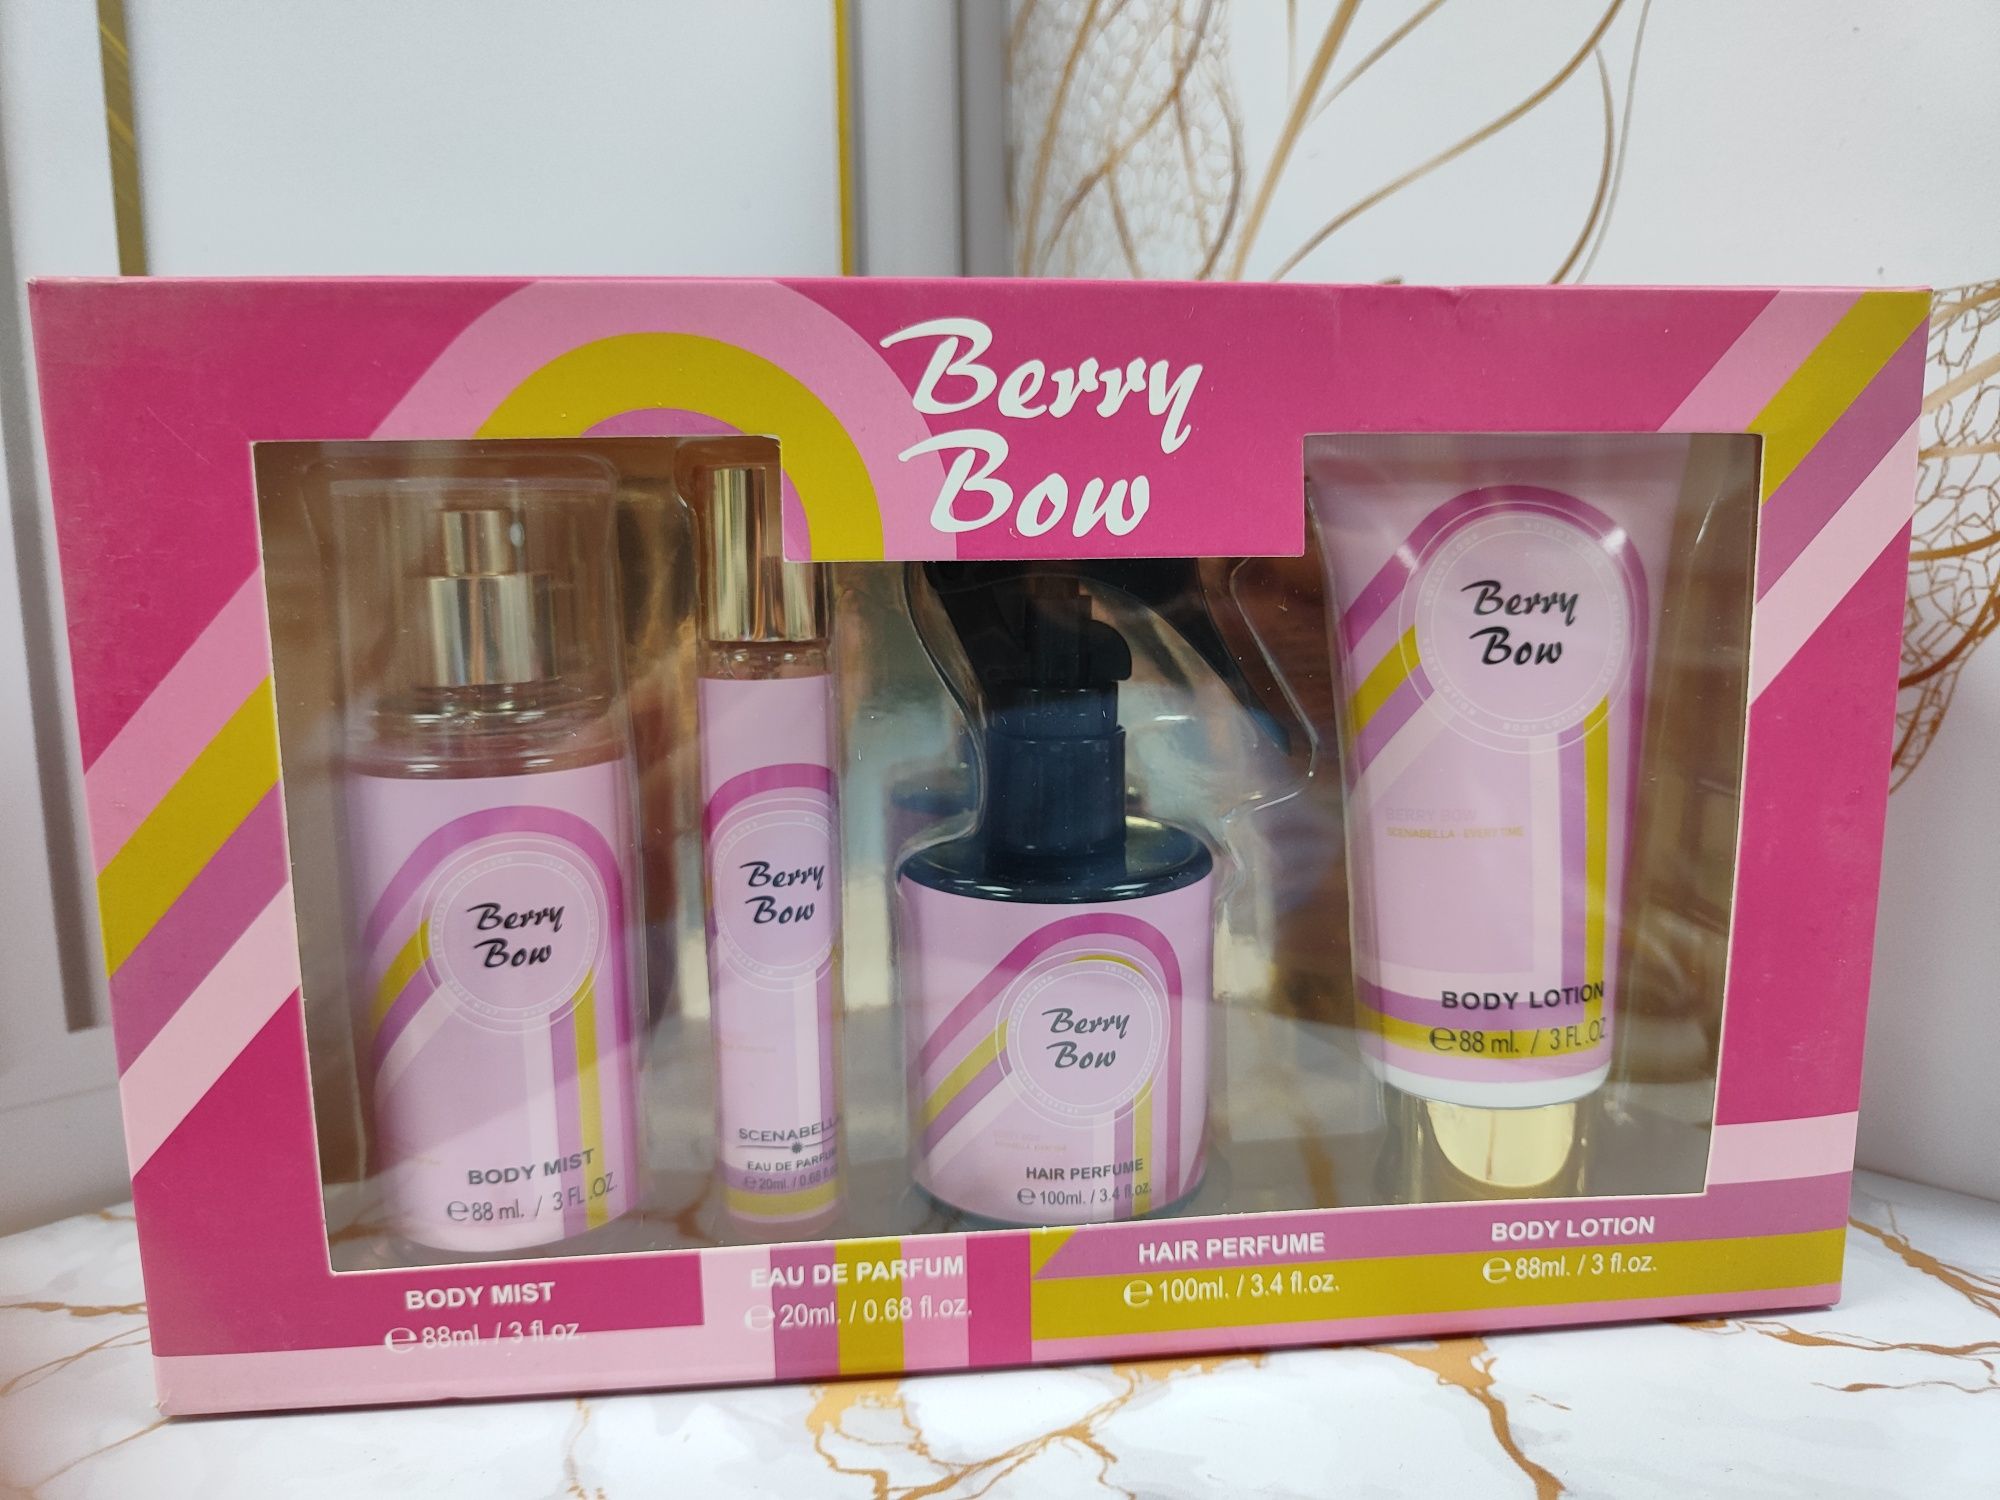 Berry
Bow
Berry
Bow
BODY MIST
℮88 ml. / 3 FL.OZ.
Berry
Bow
SCENABELLA
EAU DE PARFUM
℮20ml. / 0.68 fl.oz.
Berry
Bow
HAIR PERFUME
℮100ml. / 3.4 fl.oz.
Berry
Bow
BERRY BOW
SCENABELLA - EVERY TIME
BODY LOTION
℮88 ml. / 3 FL.OZ
BODY MIST
℮88ml. / 3 fl.oz.
EAU DE PARFUM
℮20ml. / 0.68 fl.oz.
HAIR PERFUME
℮100ml. / 3.4 fl.oz.
BODY LOTION
℮88ml. / 3 fl.oz.